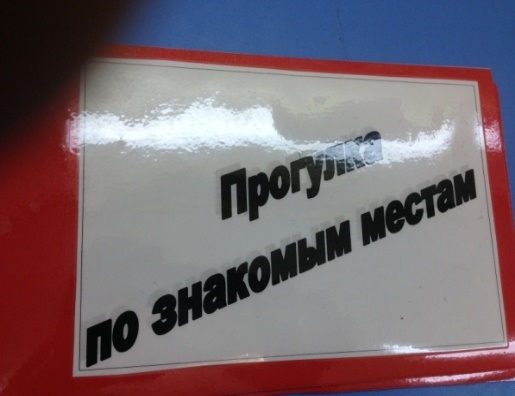 Прогулка
по знакомым местам